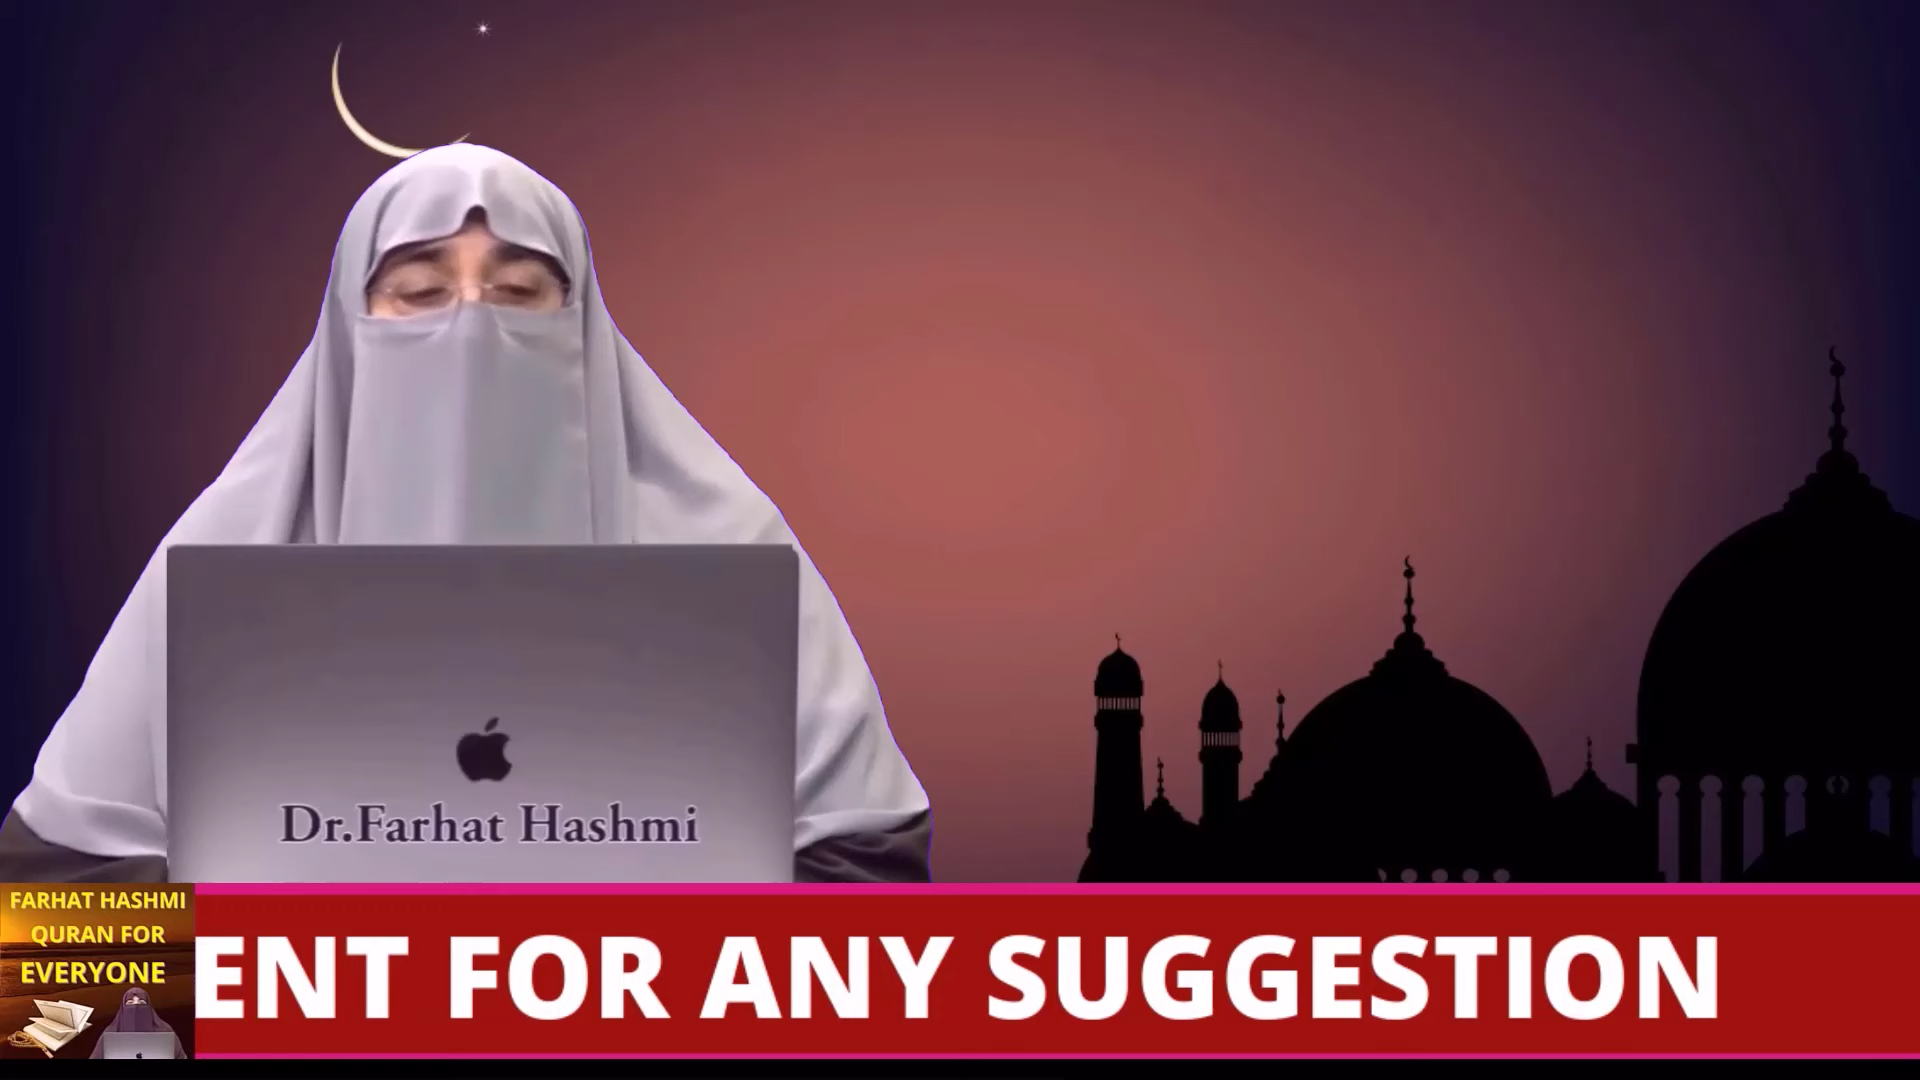 Dr.Farhat Hashmi
FARHAT HASHMI
QURAN FOR
EVERYONE
ENT FOR ANY SUGGESTION